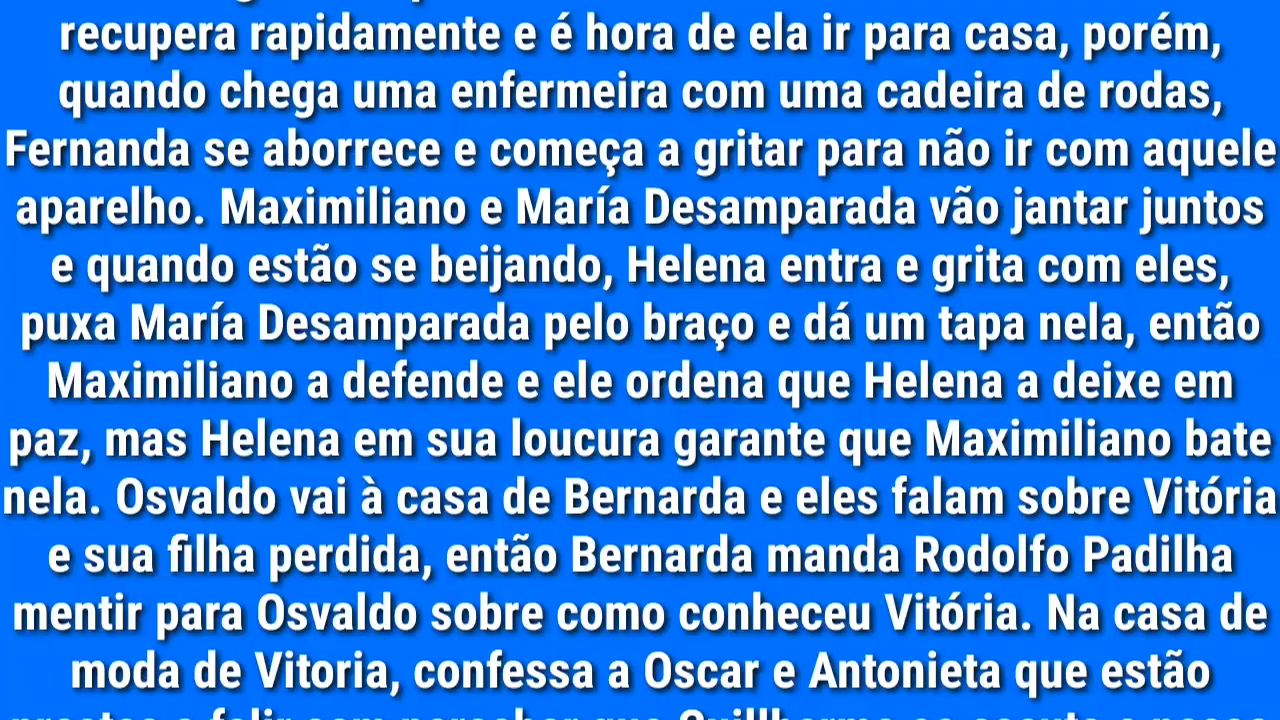 recupera rapidamente e é hora de ela ir para casa, porém,
quando chega uma enfermeira com uma cadeira de rodas,
Fernanda se aborrece e começa a gritar para não ir com aquele
aparelho. Maximiliano e María Desamparada vão jantar juntos
e quando estão se beijando, Helena entra e grita com eles,
puxa María Desamparada pelo braço e dá um tapa nela, então
Maximiliano a defende e ele ordena que Helena a deixe em
paz, mas Helena em sua loucura garante que Maximiliano bate
nela. Osvaldo vai à casa de Bernarda e eles falam sobre Vitória
e sua filha perdida, então Bernarda manda Rodolfo Padilha
mentir para Osvaldo sobre como conheceu Vitória. Na casa de
moda de Vitoria, confessa a Oscar e Antonieta que estão